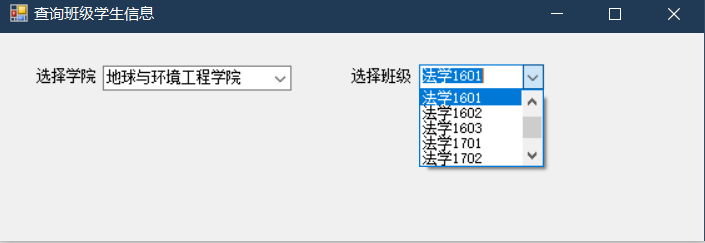 查询班级学生信息
选择学院 地球与环境工程学院 选择班级 法学1601
法学1601
法学1602
法学1603
法学1701
法学1702